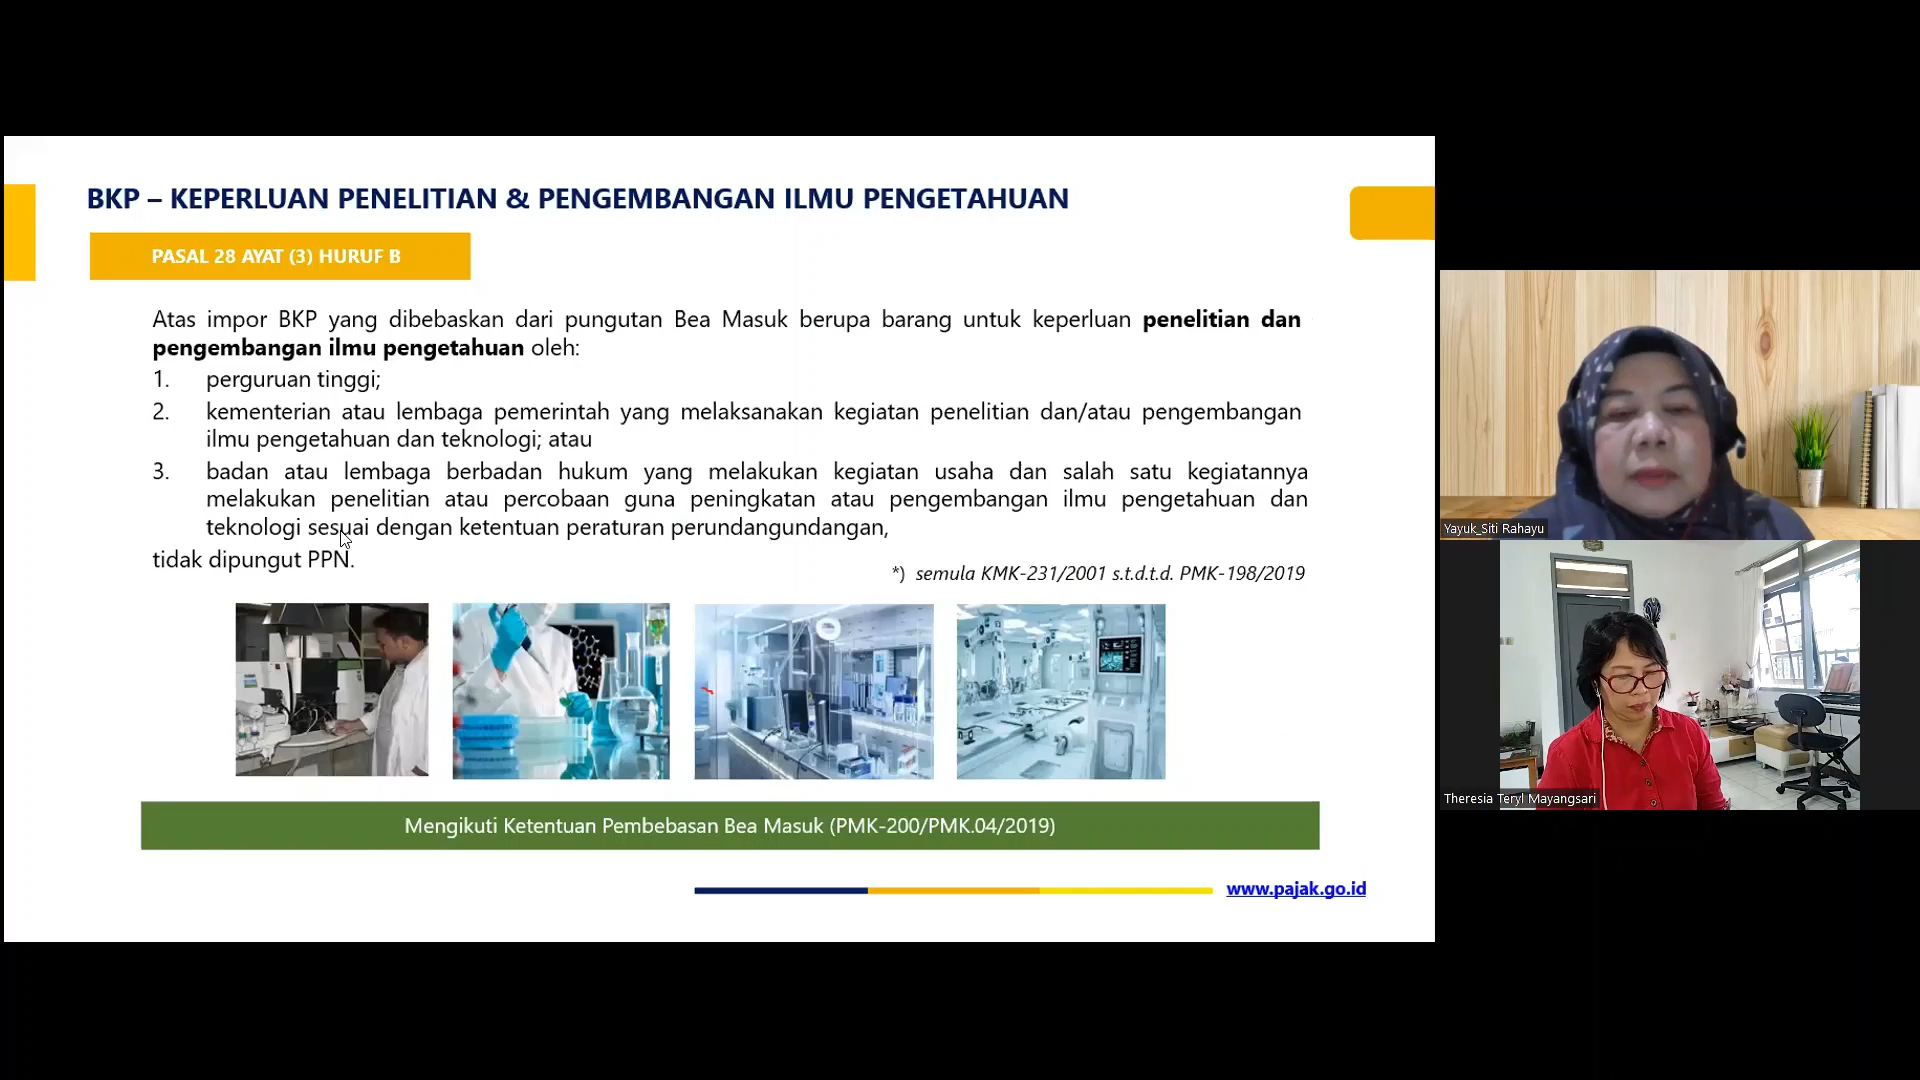 BKP – KEPERLUAN PENELITIAN & PENGEMBANGAN ILMU PENGETAHUAN
PASAL 28 AYAT (3) HURUF B
Atas impor BKP yang dibebaskan dari pungutan Bea Masuk berupa barang untuk keperluan penelitian dan
pengembangan ilmu pengetahuan oleh:
1. perguruan tinggi;
2. kementerian atau lembaga pemerintah yang melaksanakan kegiatan penelitian dan/atau pengembangan
ilmu pengetahuan dan teknologi; atau
3. badan atau lembaga berbadan hukum yang melakukan kegiatan usaha dan salah satu kegiatannya
melakukan penelitian atau percobaan guna peningkatan atau pengembangan ilmu pengetahuan dan
teknologi sesuai dengan ketentuan peraturan perundangundangan,
tidak dipungut PPN.
*) semula KMK-231/2001 s.t.d.t.d. PMK-198/2019
Mengikuti Ketentuan Pembebasan Bea Masuk (PMK-200/PMK.04/2019)
www.pajak.go.id
Yayuk_Siti Rahayu
Theresia Teryl Mayangsari